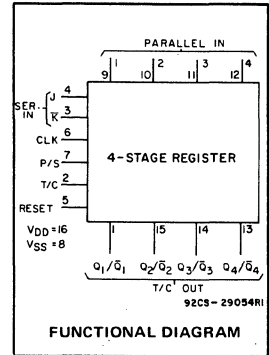 PARALLEL IN
1 2 3 4
9 10 11 12
SER. IN
J 4
K̅ 3
CLK 6
P/S 7
T/C 2
RESET 5
4-STAGE REGISTER
VDD = 16
VSS = 8
1 15 14 13
Q1/Q̅1 Q2/Q̅2 Q3/Q̅3 Q4/Q̅4
T/C OUT
92CS-29054R1
FUNCTIONAL DIAGRAM